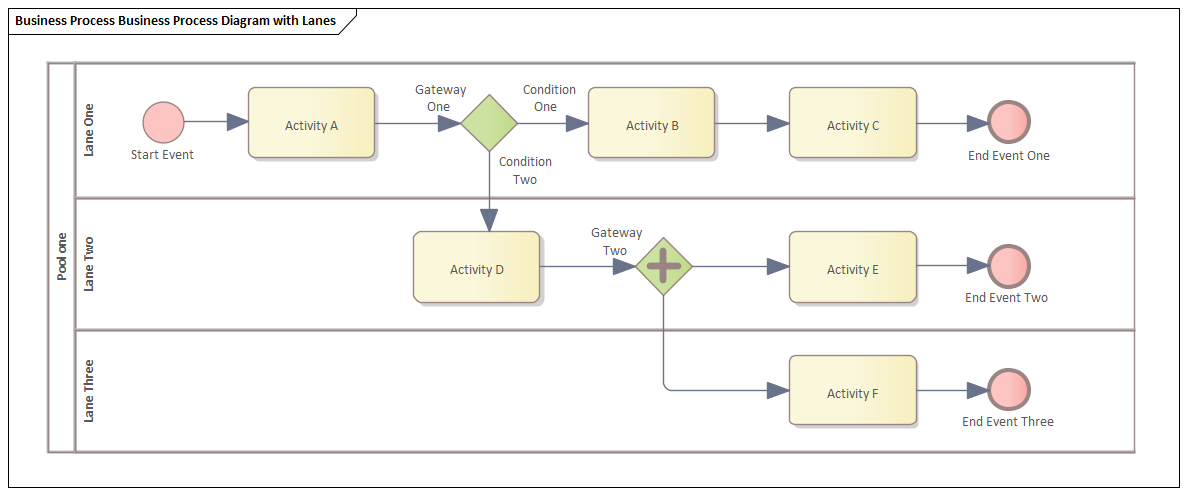 Business Process Business Process Diagram with Lanes
Pool one
Lane One
Start Event
Activity A
Gateway
One
Condition
One
Activity B
Activity C
End Event One
Condition
Two
Lane Two
Activity D
Gateway
Two
Activity E
End Event Two
Lane Three
Activity F
End Event Three